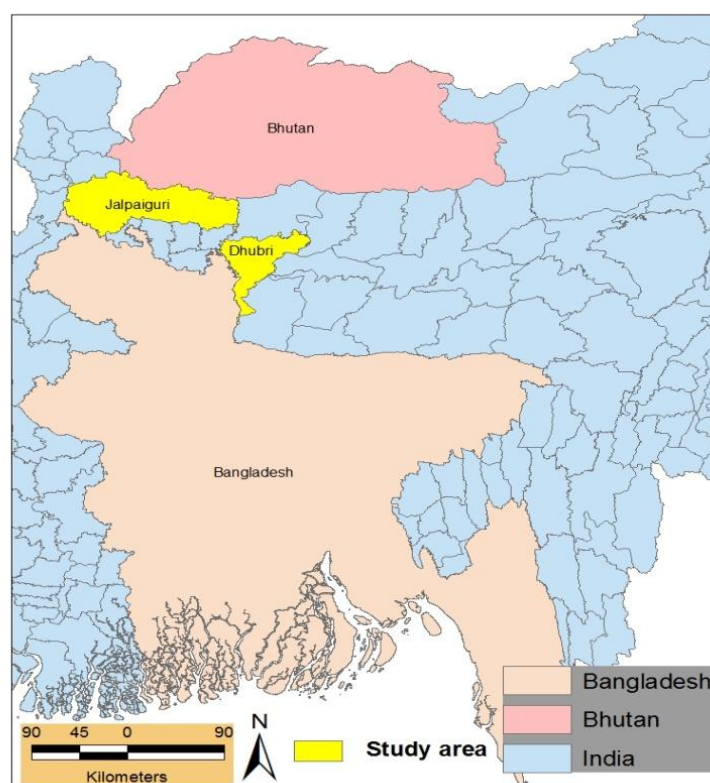 Bhutan
Jalpaiguri
Dhubri
Bangladesh
Bangladesh
Bhutan
India
90 45 0 90
Kilometers
N
Study area